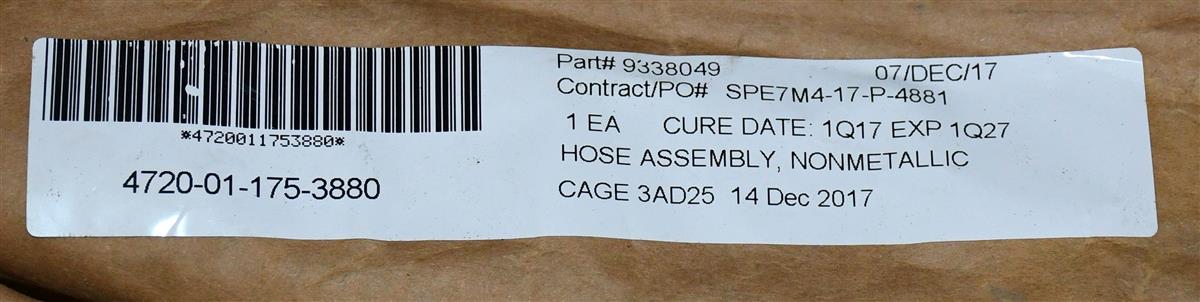 *4720011753880*
4720-01-175-3880
Part# 9338049 07/DEC/17
Contract/PO# SPE7M4-17-P-4881
1 EA CURE DATE: 1Q17 EXP 1Q27
HOSE ASSEMBLY, NONMETALLIC
CAGE 3AD25 14 Dec 2017